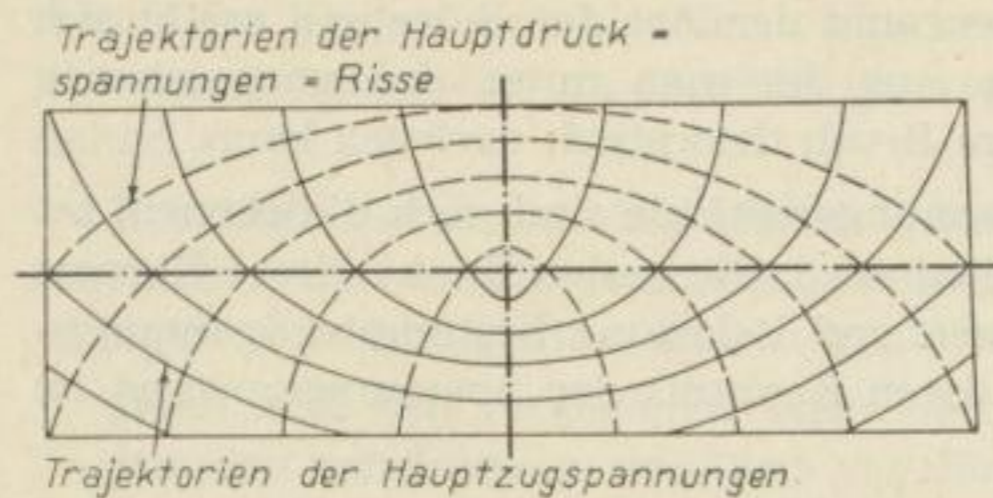 Trajektorien der Hauptdruck =
spannungen = Risse
Trajektorien der Hauptzugspannungen